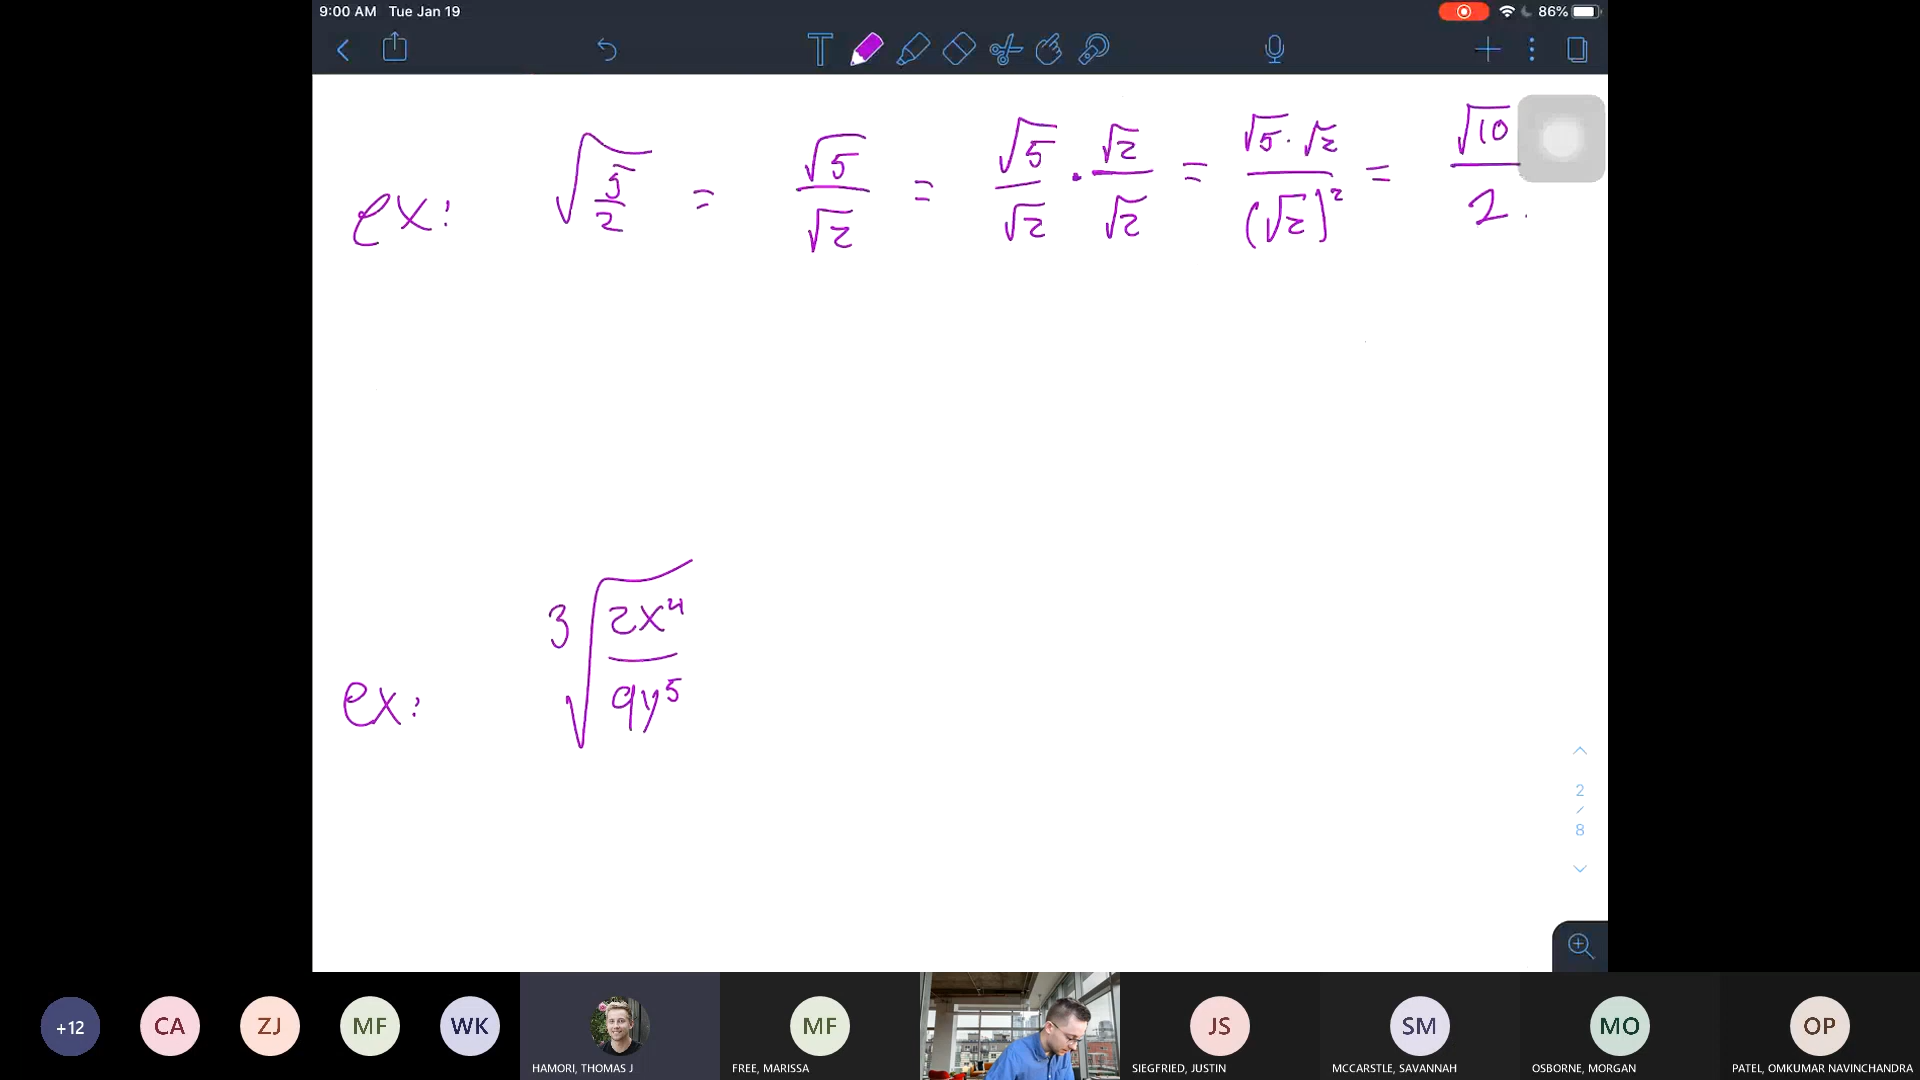 9:00 AM Tue Jan 19 86%
ex: √(5/2) = √5/√2 = √5/√2 · √2/√2 = √5·√2/(√2)² = √10/2.
ex: ³√(2x⁴/9y⁵)
2
/
8
+12 CA ZJ MF WK MF JS SM MO OP
HAMORI, THOMAS J FREE, MARISSA SIEGFRIED, JUSTIN MCCARSTLE, SAVANNAH OSBORNE, MORGAN PATEL, OMKUMAR NAVINCHANDRA